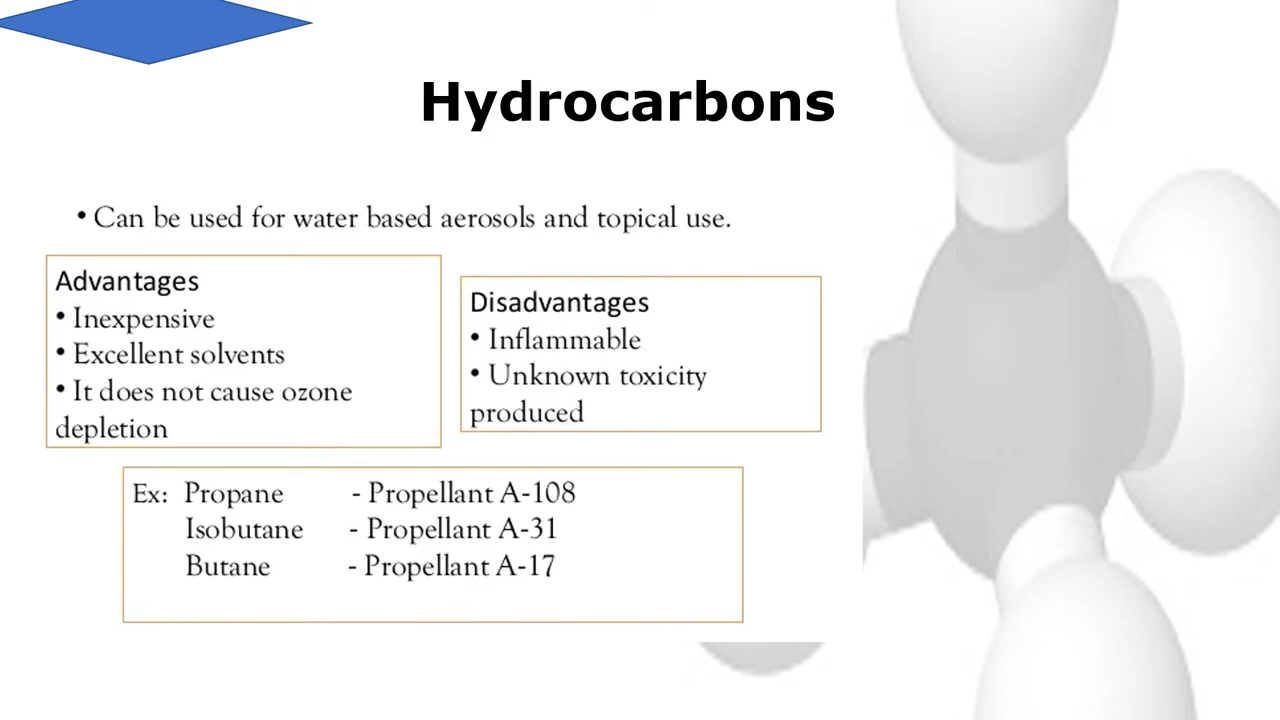 Hydrocarbons
• Can be used for water based aerosols and topical use.
Advantages
• Inexpensive
• Excellent solvents
• It does not cause ozone
depletion
Disadvantages
• Inflammable
• Unknown toxicity
produced
Ex: Propane - Propellant A-108
Isobutane - Propellant A-31
Butane - Propellant A-17